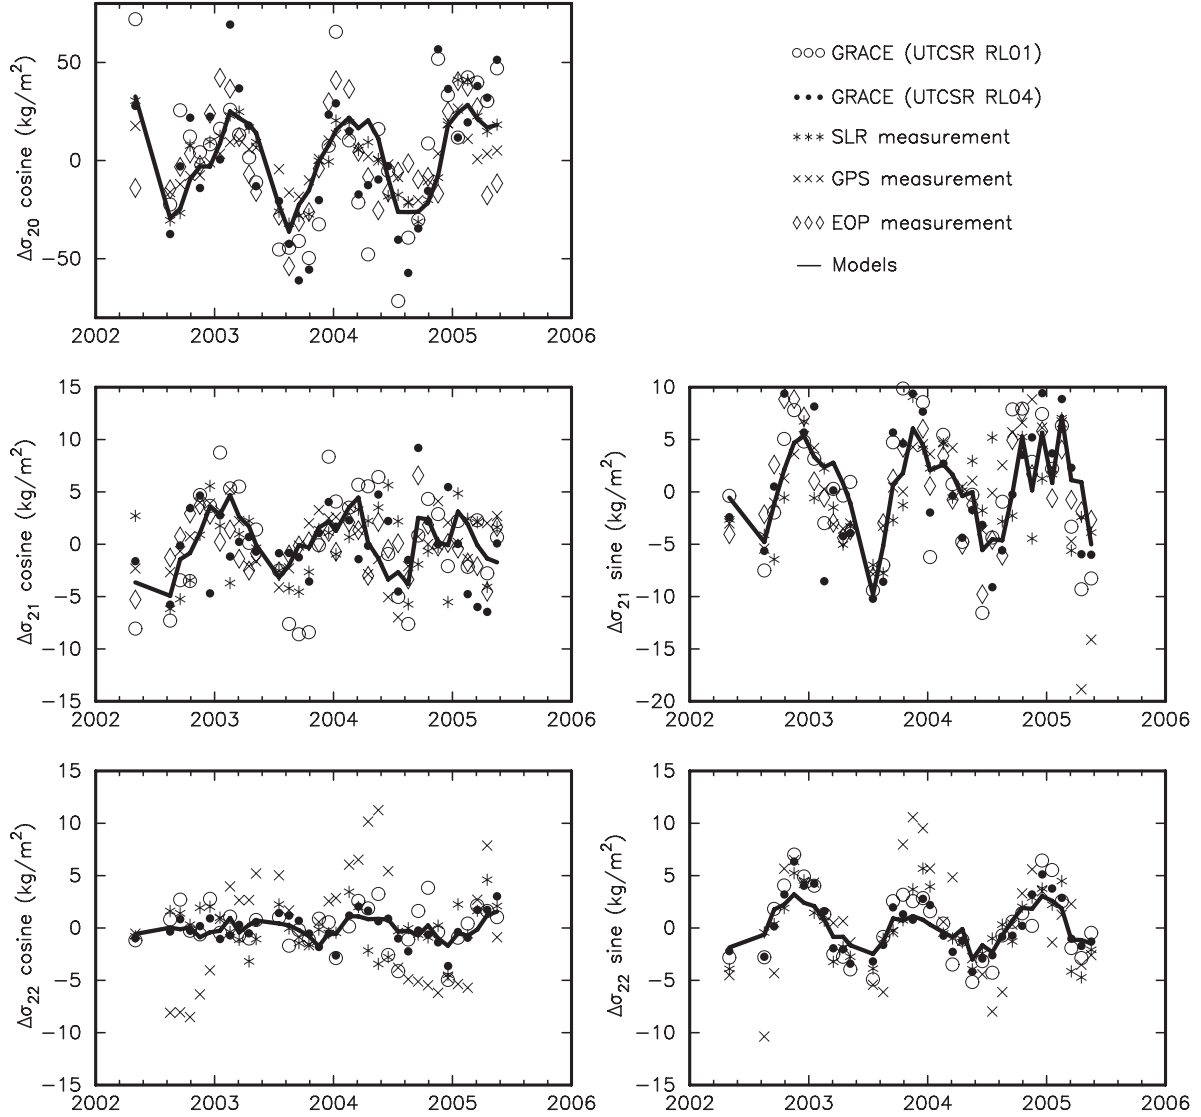 50
0
−50
Δσ20 cosine (kg/m²)
2002 2003 2004 2005 2006
○○○ GRACE (UTCSR RL01)
••• GRACE (UTCSR RL04)
*** SLR measurement
××× GPS measurement
◊◊◊ EOP measurement
— Models
15
10
5
0
−5
−10
−15
Δσ21 cosine (kg/m²)
2002 2003 2004 2005 2006
10
5
0
−5
−10
−15
−20
Δσ21 sine (kg/m²)
2002 2003 2004 2005 2006
15
10
5
0
−5
−10
−15
Δσ22 cosine (kg/m²)
2002 2003 2004 2005 2006
15
10
5
0
−5
−10
−15
Δσ22 sine (kg/m²)
2002 2003 2004 2005 2006